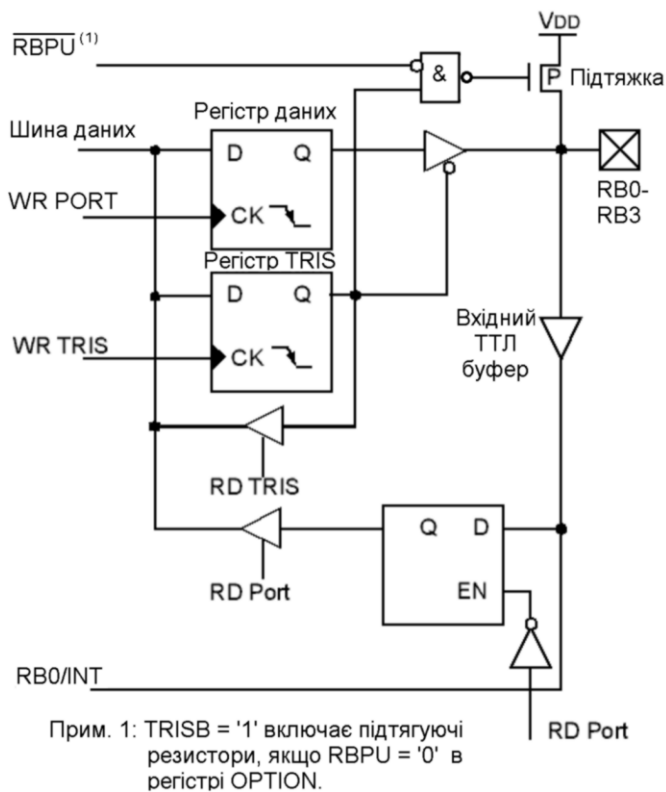 VDD
RBPU (1)
&
P Підтяжка
Регістр даних
Шина даних
D Q
WR PORT
CK
RB0-
RB3
Регістр TRIS
D Q
Вхідний
ТТЛ
буфер
WR TRIS
CK
RD TRIS
Q D
EN
RD Port
RB0/INT
RD Port
Прим. 1: TRISB = '1' включає підтягуючі
резистори, якщо RBPU = '0' в
регістрі OPTION.